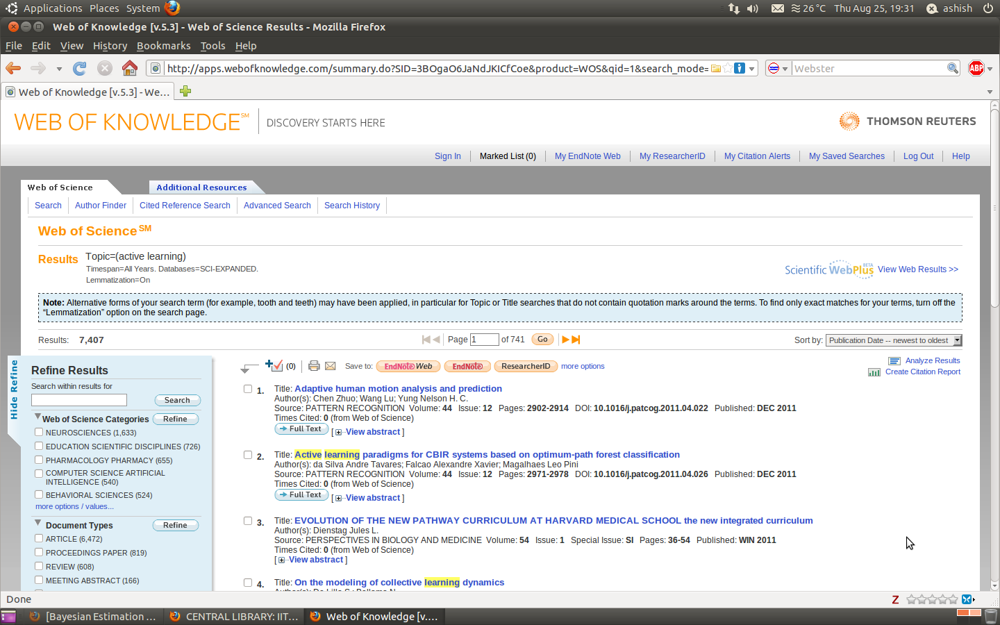 Applications Places System
26 °C Thu Aug 25, 19:31 ashish
Web of Knowledge [v.5.3] - Web of Science Results - Mozilla Firefox
File Edit View History Bookmarks Tools Help
http://apps.webofknowledge.com/summary.do?SID=3BOgaO6JaNdJKICfCoe&product=WOS&qid=1&search_mode=
Webster
ABP
Web of Knowledge [v.5.3] - We...
WEB OF KNOWLEDGE SM DISCOVERY STARTS HERE
THOMSON REUTERS
Sign In Marked List (0) My EndNote Web My ResearcherID My Citation Alerts My Saved Searches Log Out Help
Web of Science Additional Resources
Search Author Finder Cited Reference Search Advanced Search Search History
Web of Science SM
Results Topic=(active learning)
Timespan=All Years. Databases=SCI-EXPANDED.
Lemmatization=On
Scientific WebPlus BETA View Web Results >>
Note: Alternative forms of your search term (for example, tooth and teeth) may have been applied, in particular for Topic or Title searches that do not contain quotation marks around the terms. To find only exact matches for your terms, turn off the
“Lemmatization” option on the search page.
Results: 7,407 Page 1 of 741 Go Sort by: Publication Date -- newest to oldest
Hide Refine
Refine Results
Search within results for
Search
Web of Science Categories Refine
NEUROSCIENCES (1,633)
EDUCATION SCIENTIFIC DISCIPLINES (726)
PHARMACOLOGY PHARMACY (655)
COMPUTER SCIENCE ARTIFICIAL
INTELLIGENCE (540)
BEHAVIORAL SCIENCES (524)
more options / values...
Document Types Refine
ARTICLE (6,472)
PROCEEDINGS PAPER (819)
REVIEW (608)
MEETING ABSTRACT (166)
(0) Save to: EndNote Web EndNote ResearcherID more options
Analyze Results
Create Citation Report
1. Title: Adaptive human motion analysis and prediction
Author(s): Chen Zhuo; Wang Lu; Yung Nelson H. C.
Source: PATTERN RECOGNITION Volume: 44 Issue: 12 Pages: 2902-2914 DOI: 10.1016/j.patcog.2011.04.022 Published: DEC 2011
Times Cited: 0 (from Web of Science)
Full Text [ View abstract ]
2. Title: Active learning paradigms for CBIR systems based on optimum-path forest classification
Author(s): da Silva Andre Tavares; Falcao Alexandre Xavier; Magalhaes Leo Pini
Source: PATTERN RECOGNITION Volume: 44 Issue: 12 Pages: 2971-2978 DOI: 10.1016/j.patcog.2011.04.026 Published: DEC 2011
Times Cited: 0 (from Web of Science)
Full Text [ View abstract ]
3. Title: EVOLUTION OF THE NEW PATHWAY CURRICULUM AT HARVARD MEDICAL SCHOOL the new integrated curriculum
Author(s): Dienstag Jules L.
Source: PERSPECTIVES IN BIOLOGY AND MEDICINE Volume: 54 Issue: 1 Special Issue: SI Pages: 36-54 Published: WIN 2011
Times Cited: 0 (from Web of Science)
[ View abstract ]
4. Title: On the modeling of collective learning dynamics
Done
Z
[Bayesian Estimation ... CENTRAL LIBRARY: IIT... Web of Knowledge [v....